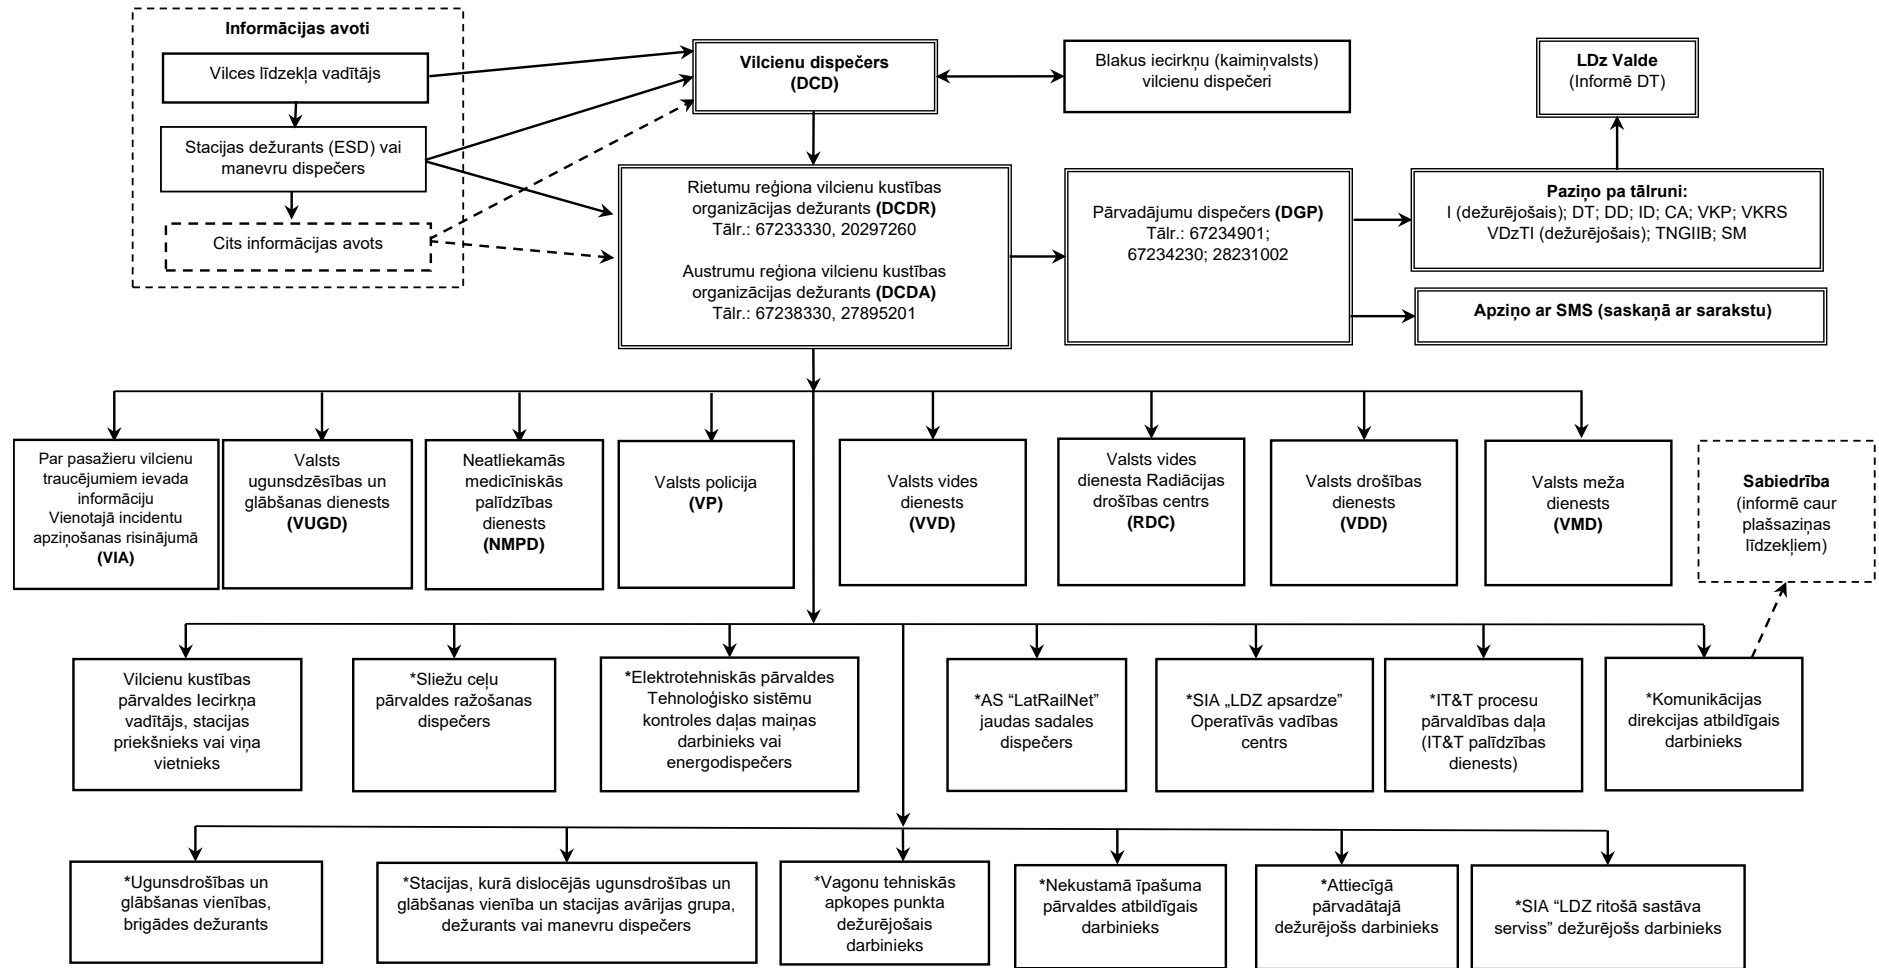 Informācijas avoti
Vilces līdzekļa vadītājs
Stacijas dežurants (ESD) vai
manevru dispečers
Cits informācijas avots
Vilcienu dispečers
(DCD)
Blakus iecirkņu (kaimiņvalsts)
vilcienu dispečeri
LDz Valde
(Informē DT)
Rietumu reģiona vilcienu kustības
organizācijas dežurants (DCDR)
Tālr.: 67233330, 20297260
Austrumu reģiona vilcienu kustības
organizācijas dežurants (DCDA)
Tālr.: 67238330, 27895201
Pārvadājumu dispečers (DGP)
Tālr.: 67234901;
67234230; 28231002
Paziņo pa tālruni:
I (dežurējošais); DT; DD; ID; CA; VKP; VKRS
VDzTI (dežurējošais); TNGIIB; SM
Apziņo ar SMS (saskaņā ar sarakstu)
Par pasažieru vilcienu
traucējumiem ievada
informāciju
Vienotajā incidentu
apziņošanas risinājumā
(VIA)
Valsts
ugunsdzēsības un
glābšanas dienests
(VUGD)
Neatliekamās
medicīniskās
palīdzības
dienests
(NMPD)
Valsts policija
(VP)
Valsts vides
dienests
(VVD)
Valsts vides
dienesta Radiācijas
drošības centrs
(RDC)
Valsts drošības
dienests
(VDD)
Valsts meža
dienests
(VMD)
Sabiedrība
(informē caur
plašsaziņas
līdzekļiem)
Vilcienu kustības
pārvaldes Iecirkņa
vadītājs, stacijas
priekšnieks vai viņa
vietnieks
*Sliežu ceļu
pārvaldes ražošanas
dispečers
*Elektrotehniskās pārvaldes
Tehnoloģisko sistēmu
kontroles daļas maiņas
darbinieks vai
energodispečers
*AS “LatRailNet”
jaudas sadales
dispečers
*SIA „LDZ apsardze”
Operatīvās vadības
centrs
*IT&T procesu
pārvaldības daļa
(IT&T palīdzības
dienests)
*Komunikācijas
direkcijas atbildīgais
darbinieks
*Ugunsdrošības un
glābšanas vienības,
brigādes dežurants
*Stacijas, kurā dislocējās ugunsdrošības un
glābšanas vienība un stacijas avārijas grupa,
dežurants vai manevru dispečers
*Vagonu tehniskās
apkopes punkta
dežurējošais
darbinieks
*Nekustamā īpašuma
pārvaldes atbildīgais
darbinieks
*Attiecīgā
pārvadātajā
dežurējošs darbinieks
*SIA “LDZ ritošā sastāva
serviss” dežurējošs darbinieks